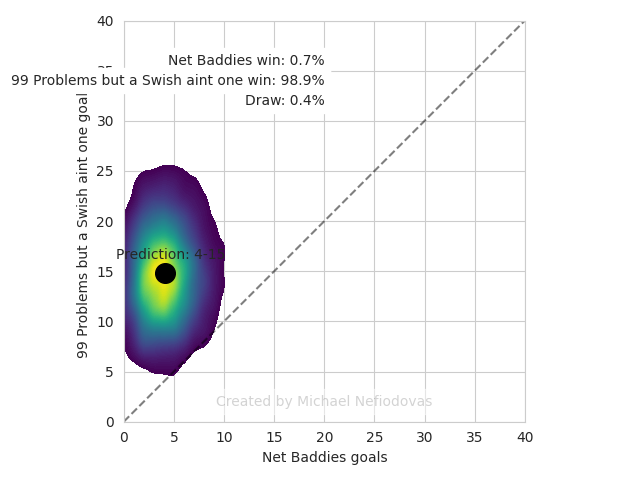 40
Net Baddies win: 0.7%
99 Problems but a Swish aint one win: 98.9%
Draw: 0.4%
30
25
20
15
10
5
0
99 Problems but a Swish aint one goal
Prediction: 4-
Created by Michael Nefiodovas
0 5 10 15 20 25 30 35 40
Net Baddies goals